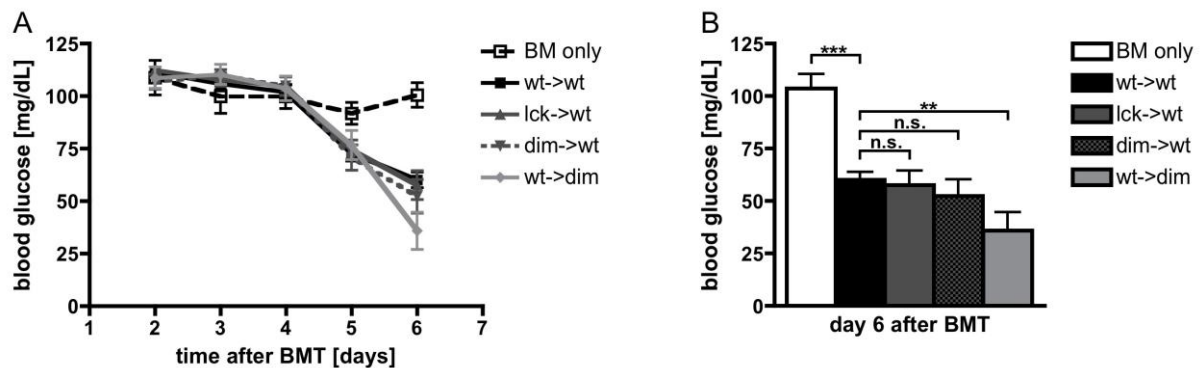 A
125
100
75
50
25
0
blood glucose [mg/dL]
1 2 3 4 5 6 7
time after BMT [days]
BM only
wt->wt
lck->wt
dim->wt
wt->dim
B
125
100
75
50
25
0
blood glucose [mg/dL]
***
**
n.s.
n.s.
day 6 after BMT
BM only
wt->wt
lck->wt
dim->wt
wt->dim